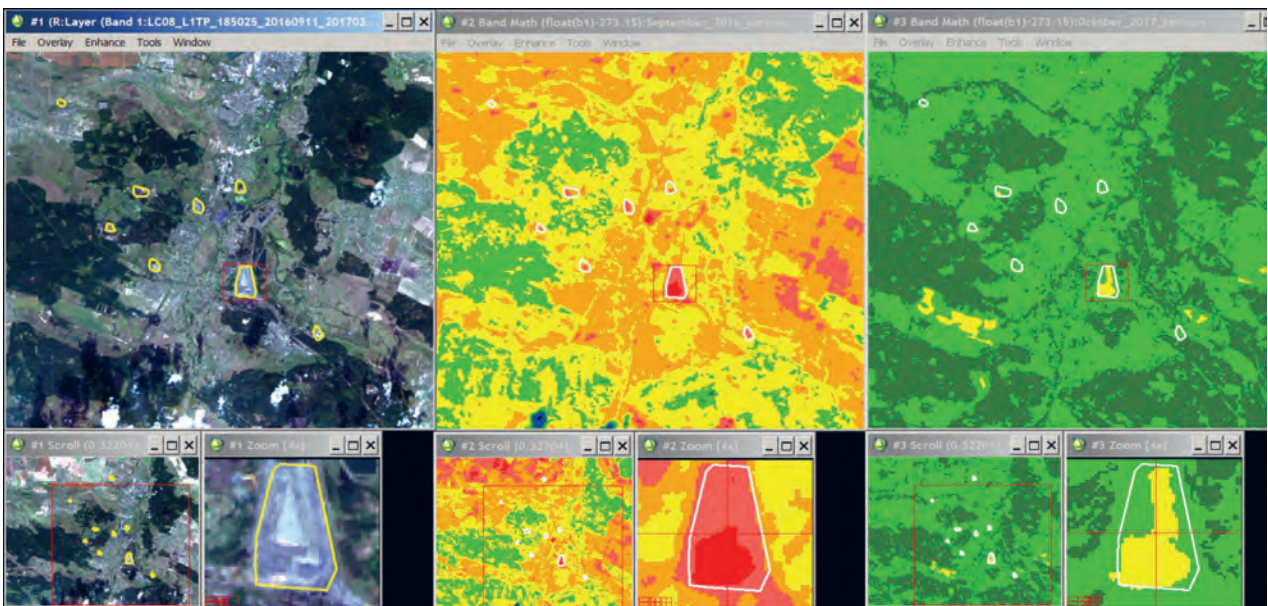 #1 (R:Layer (Band 1:LC08_L1TP_185025_20160911_201703...
File Overlay Enhance Tools Window
#2 Band Math (float(b1)-273.15):September_2016
File Overlay Enhance Tools Window
#3 Band Math (float(b1)-273.15):October_2017
File Overlay Enhance Tools Window
#1 Scroll
#1 Zoom [4x]
#2 Scroll
#2 Zoom [4x]
#3 Scroll
#3 Zoom [4x]